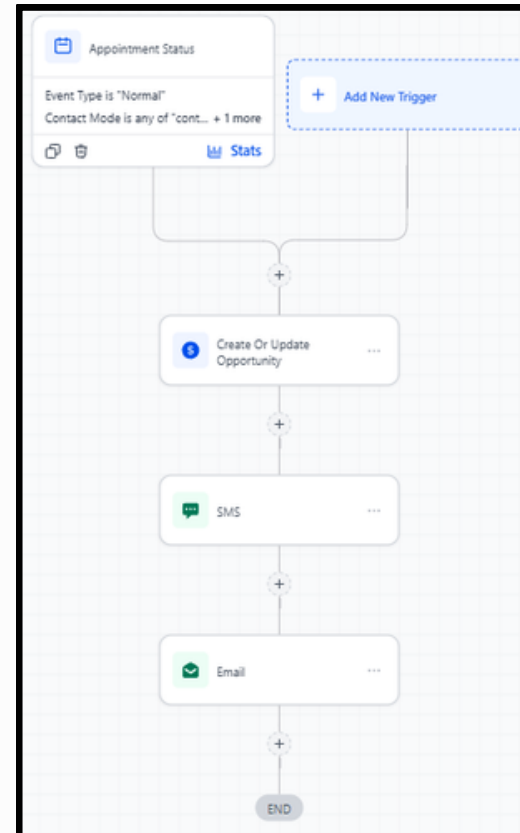 Appointment Status
Event Type is "Normal"
Contact Mode is any of "cont... + 1 more
Stats
Add New Trigger
Create Or Update
Opportunity
SMS
Email
END